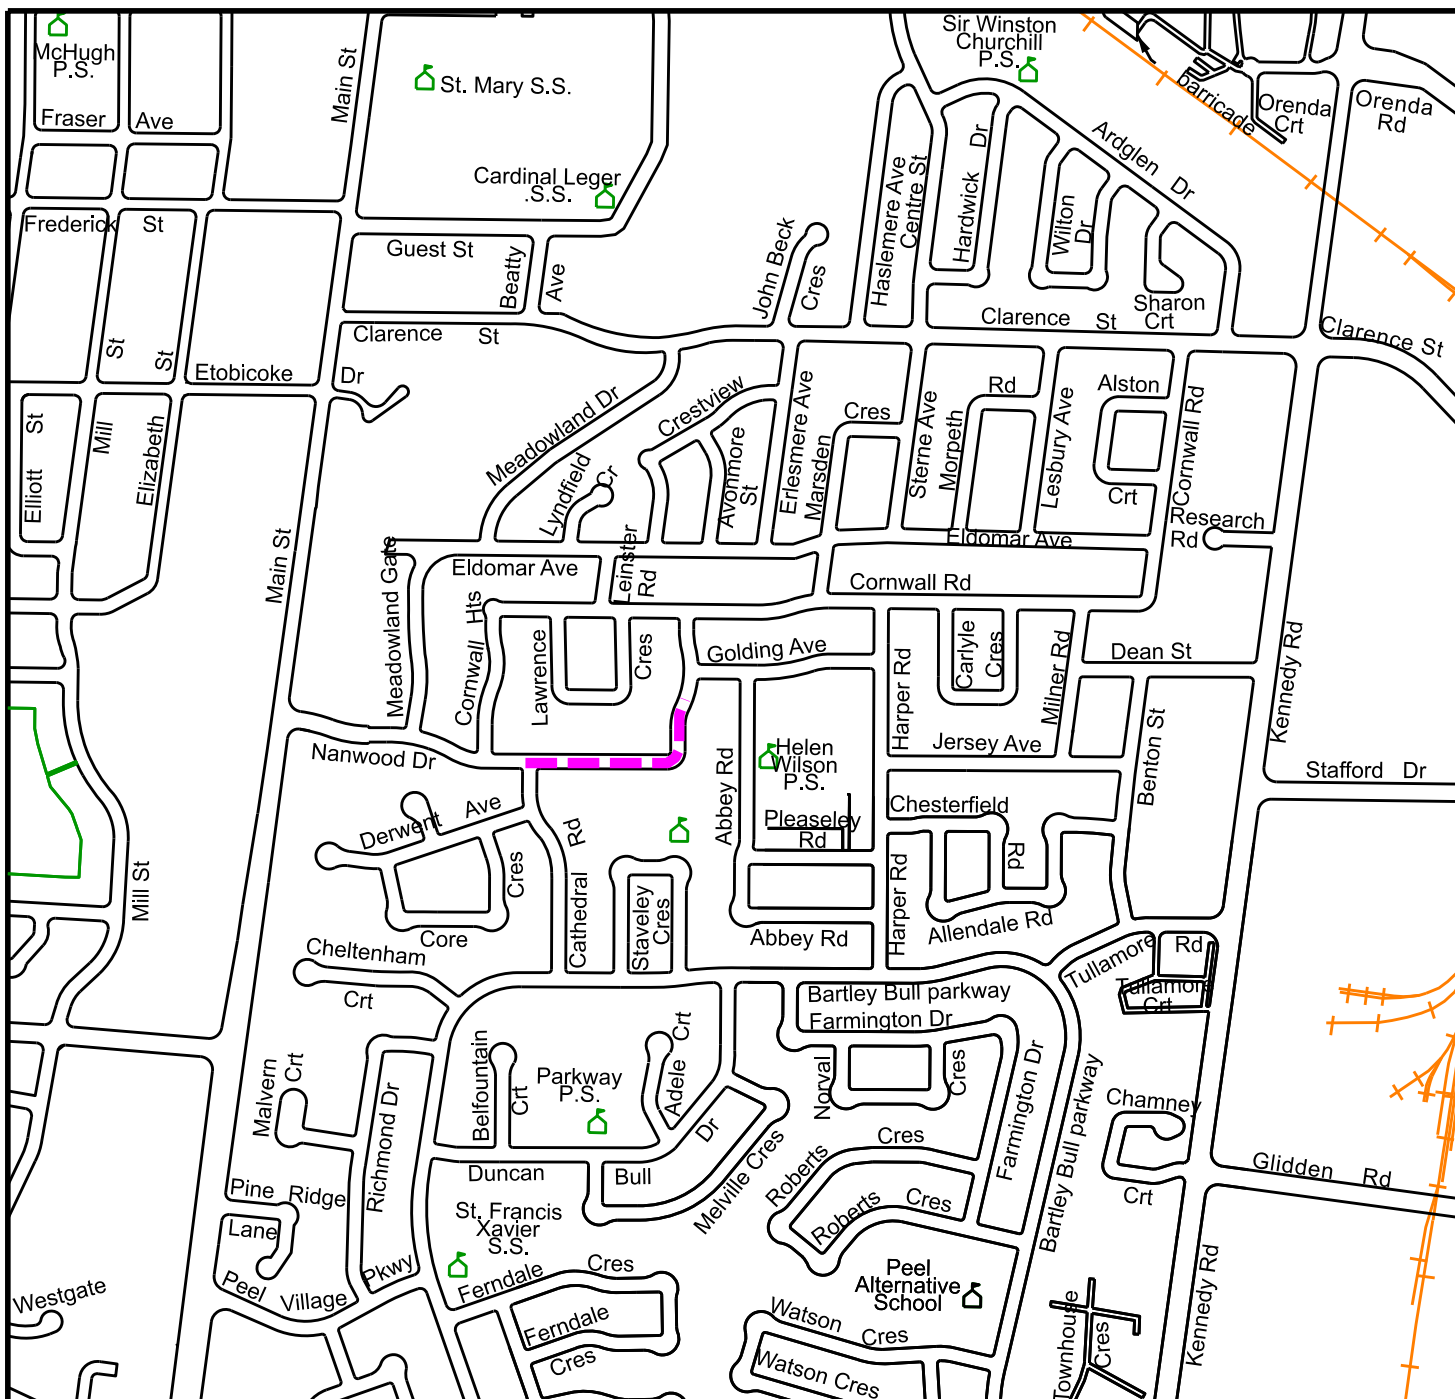 McHugh
P.S.
Fraser Ave
Main St
St. Mary S.S.
Cardinal Leger
.S.S.
Sir Winston
Churchill
P.S.
barricade
Orenda
Crt
Orenda
Rd
Ardglen Dr
Frederick St
Guest St
Beatty
Ave
John Beck
Cres
Haslemere Ave
Centre St
Hardwick Dr
Wilton
Dr
Sharon
Crt
Clarence St
Clarence St
Clarence St
St
St
Etobicoke Dr
Elliott St
Mill
Elizabeth
Meadowland Dr
Crestview
Lyndfield
Cr
Avonmore
St
Erlesmere Ave
Marsden
Cres
Sterne Ave
Morpeth
Rd
Lesbury Ave
Alston
Crt
Cornwall Rd
Research
Rd
Main St
Meadowland Gate
Eldomar Ave
Leinster
Rd
Eldomar Ave
Cornwall Rd
Cornwall Hts
Lawrence
Cres
Golding Ave
Harper Rd
Carlyle
Cres
Milner Rd
Dean St
Kennedy Rd
Nanwood Dr
Abbey Rd
Helen
Wilson
P.S.
Jersey Ave
Benton St
Stafford Dr
Derwent Ave
Rd
Pleaseley
Rd
Chesterfield
Rd
Mill St
Cres
Core
Cathedral
Staveley
Cres
Abbey Rd
Harper Rd
Allendale Rd
Cheltenham
Crt
Tullamore Rd
Tullamore
Crt
Bartley Bull parkway
Farmington Dr
Malvern
Crt
Richmond Dr
Belfountain
Crt
Parkway
P.S.
Adele
Crt
Norval
Cres
Farmington Dr
Bartley Bull parkway
Chamney
Crt
Glidden Rd
Duncan Bull Dr
Melville Cres
Roberts
Cres
Roberts Cres
Pine Ridge
Lane
St. Francis
Xavier
S.S.
Peel Village Pkwy
Westgate
Ferndale Cres
Ferndale
Cres
Peel
Alternative
School
Watson
Cres
Watson Cres
Townhouse
Cres
Kennedy Rd